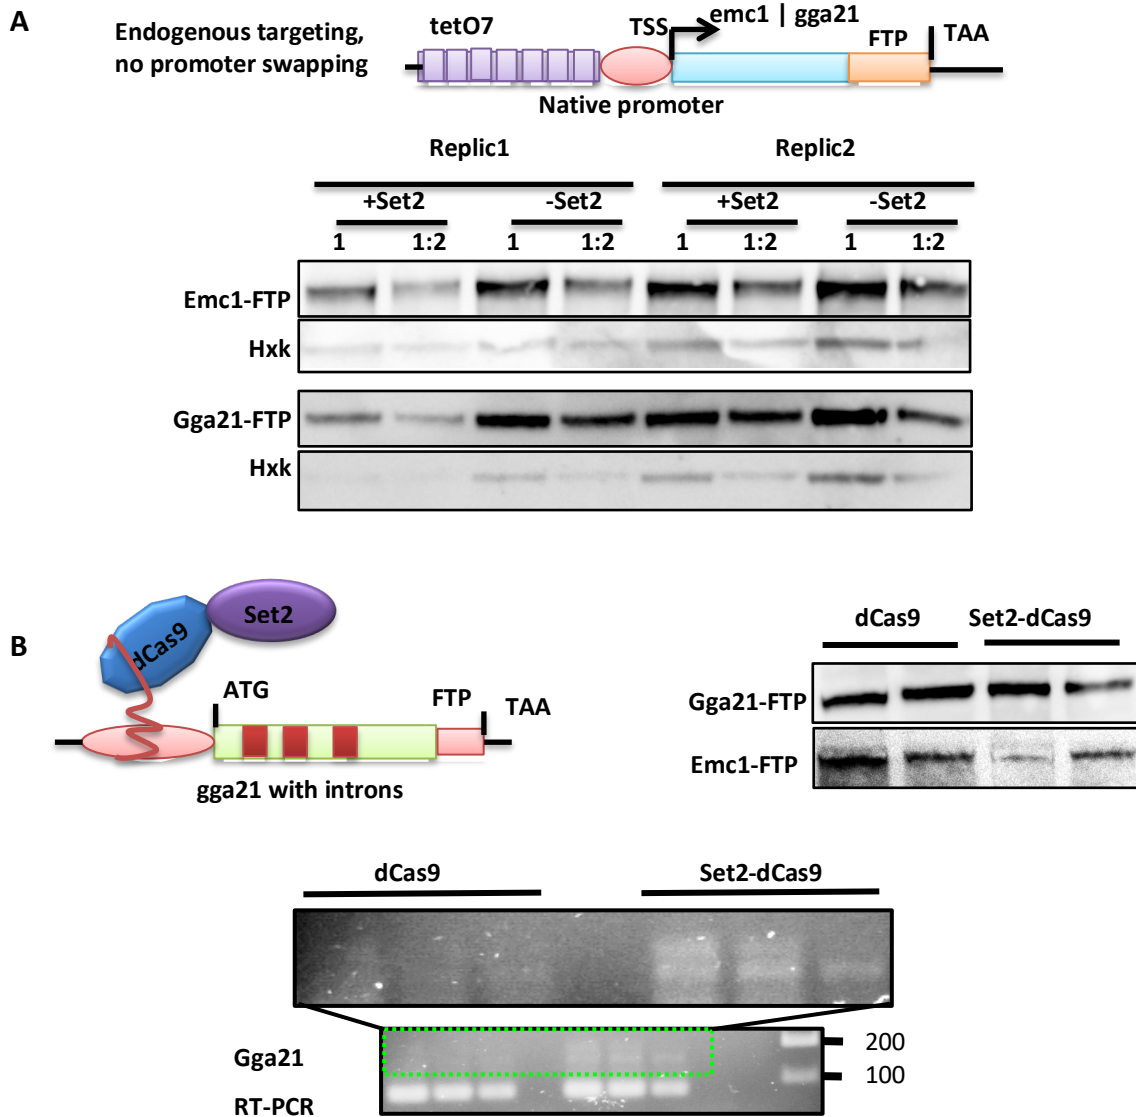 A
Endogenous targeting,
no promoter swapping
tetO7
TSS
emc1 | gga21
FTP
TAA
Native promoter
Replic1
Replic2
+Set2
-Set2
+Set2
-Set2
1
1:2
1
1:2
1
1:2
1
1:2
Emc1-FTP
Hxk
Gga21-FTP
Hxk
B
dCas9
Set2
ATG
FTP
TAA
gga21 with introns
dCas9
Set2-dCas9
Gga21-FTP
Emc1-FTP
dCas9
Set2-dCas9
Gga21
RT-PCR
200
100